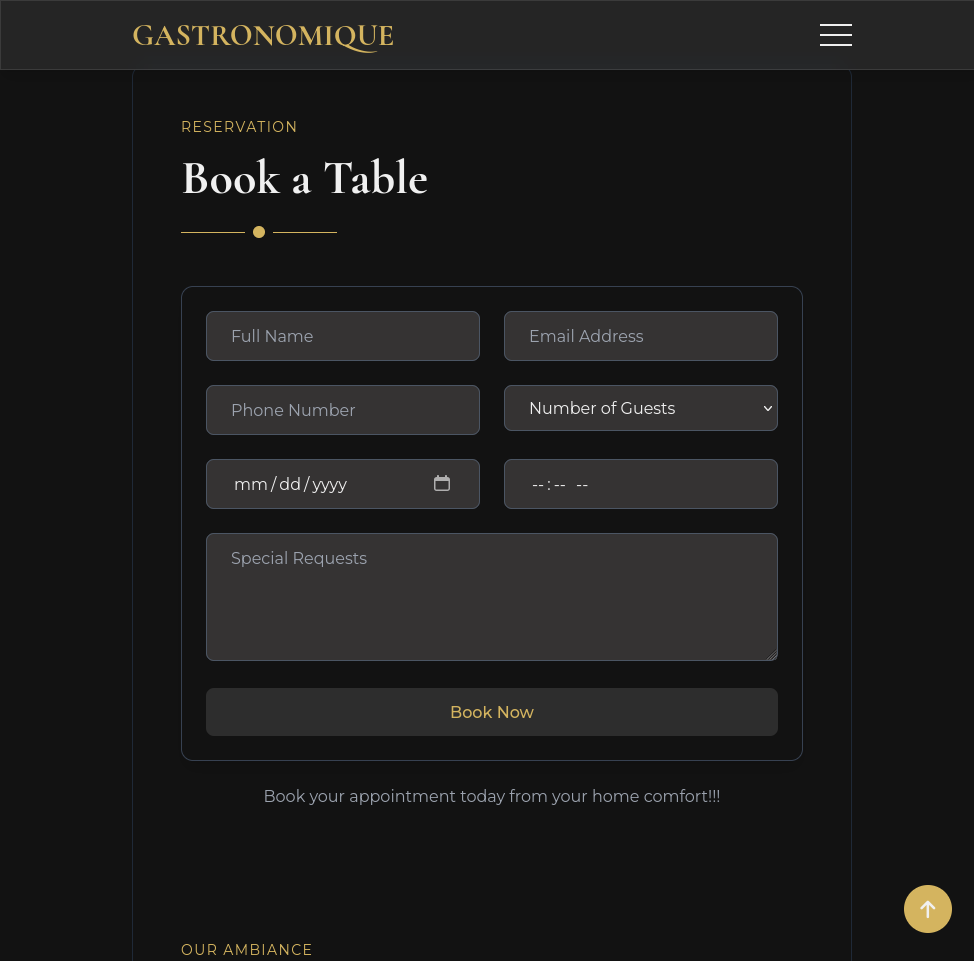 GASTRONOMIQUE
RESERVATION
Book a Table
Full Name
Email Address
Phone Number
Number of Guests
mm/dd/yyyy
--:-- --
Special Requests
Book Now
Book your appointment today from your home comfort!!!
OUR AMBIANCE